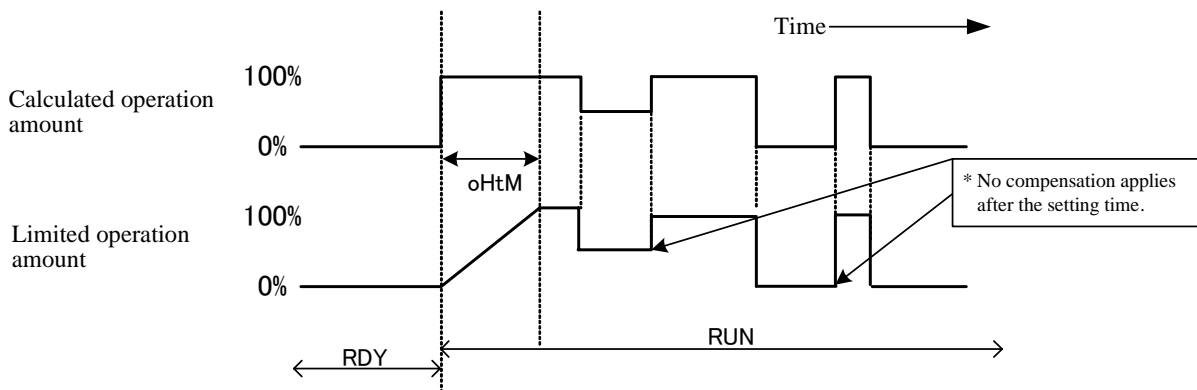 Time
100%
Calculated operation
amount
0%
oHtM
* No compensation applies
after the setting time.
100%
Limited operation
amount
0%
RUN
RDY